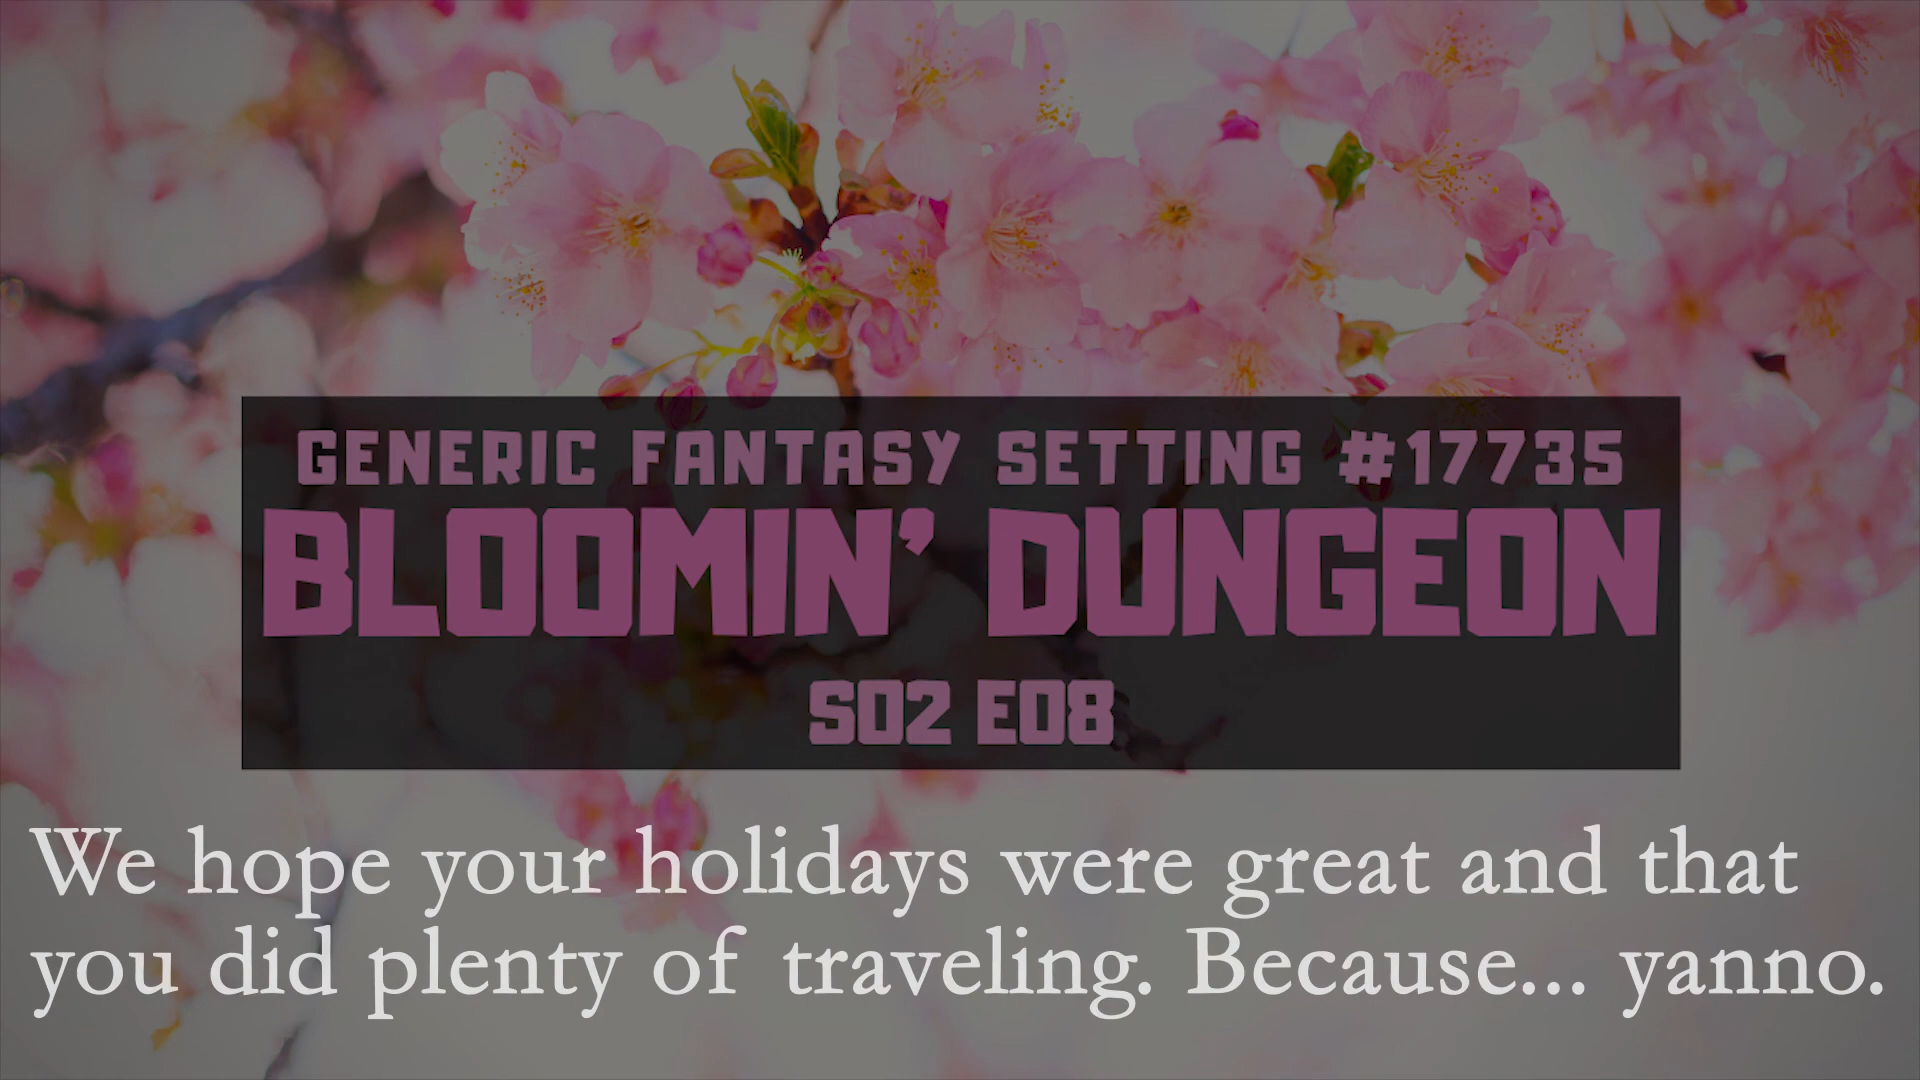 GENERIC FANTASY SETTING #17735
BLOOMIN' DUNGEON
S02 E08
We hope your holidays were great and that
you did plenty of traveling. Because... yanno.